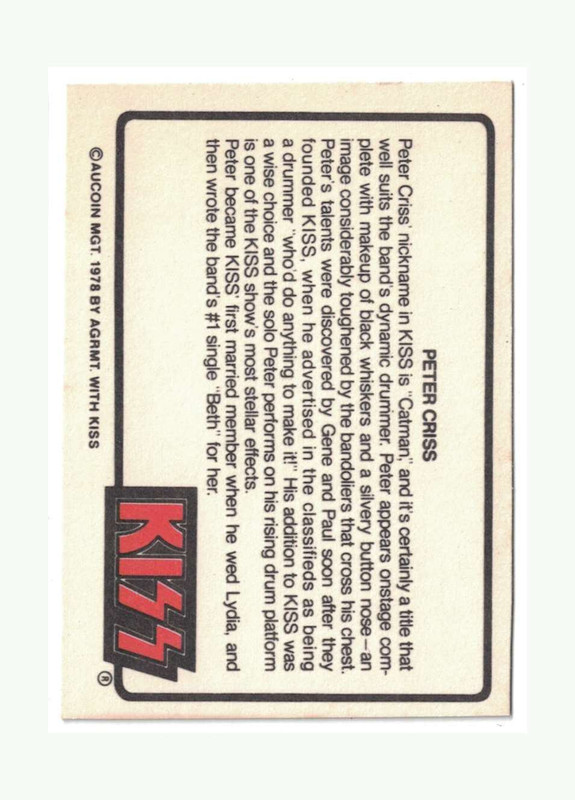 PETER CRISS
Peter Criss' nickname in KISS is "Catman," and it's certainly a title that
well suits the band's dynamic drummer. Peter appears onstage com-
plete with makeup of black whiskers and a silvery button nose—an
image considerably toughened by the bandoliers that cross his chest.
Peter's talents were discovered by Gene and Paul soon after they
founded KISS, when he advertised in the classifieds as being
a drummer "who'd do anything to make it!" His addition to KISS was
a wise choice and the solo Peter performs on his rising drum platform
is one of the KISS show's most stellar effects.
Peter became KISS' first married member when he wed Lydia, and
then wrote the band's #1 single "Beth" for her.
KISS ®
©AUCOIN MGT. 1978 BY AGRMT. WITH KISS